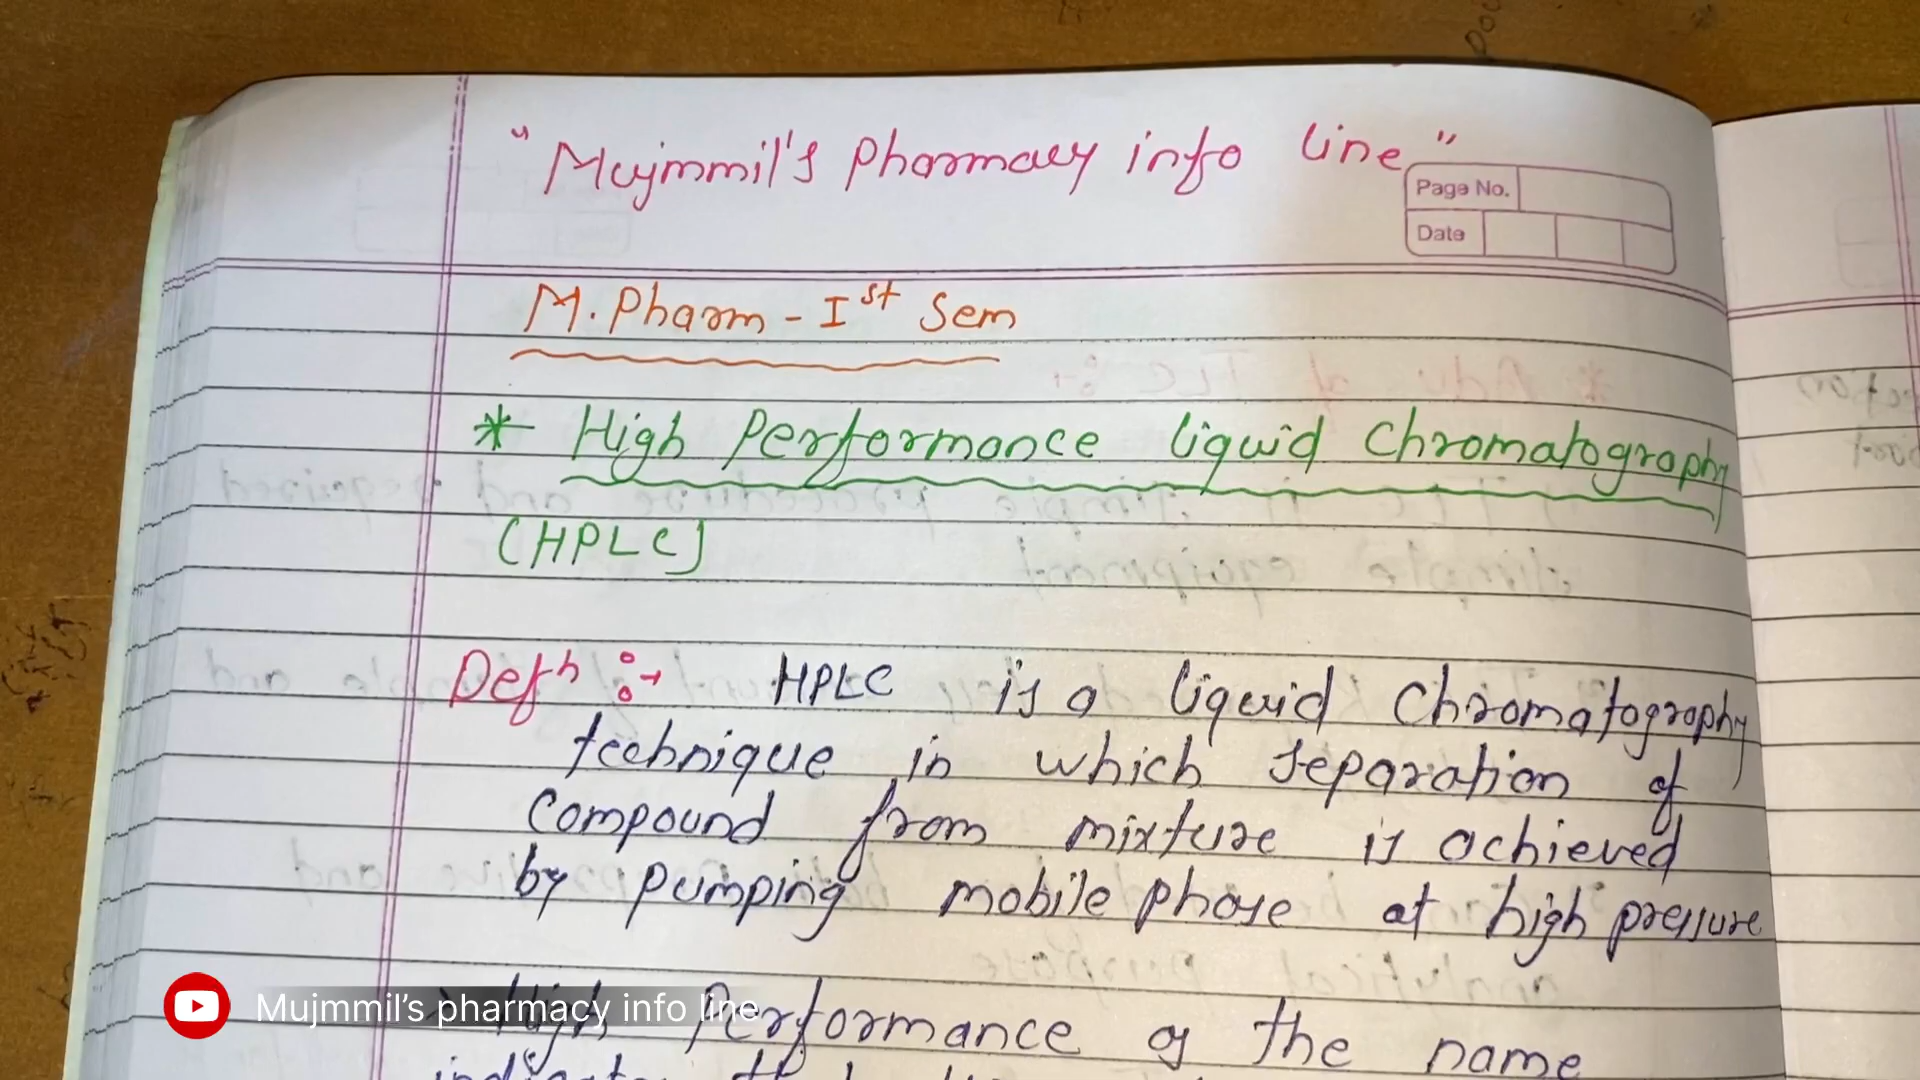 "Mujmmil's pharmacy info line"
Page No.
Date
M. Pharm - Ist Sem
* High Performance liquid Chromatography
(HPLC)
Defn :→ HPLC is a liquid Chromatography
technique in which separation of
Compound from mixture is achieved
by pumping mobile phase at high pressure
Mujmmil's pharmacy info line
High Performance as the name